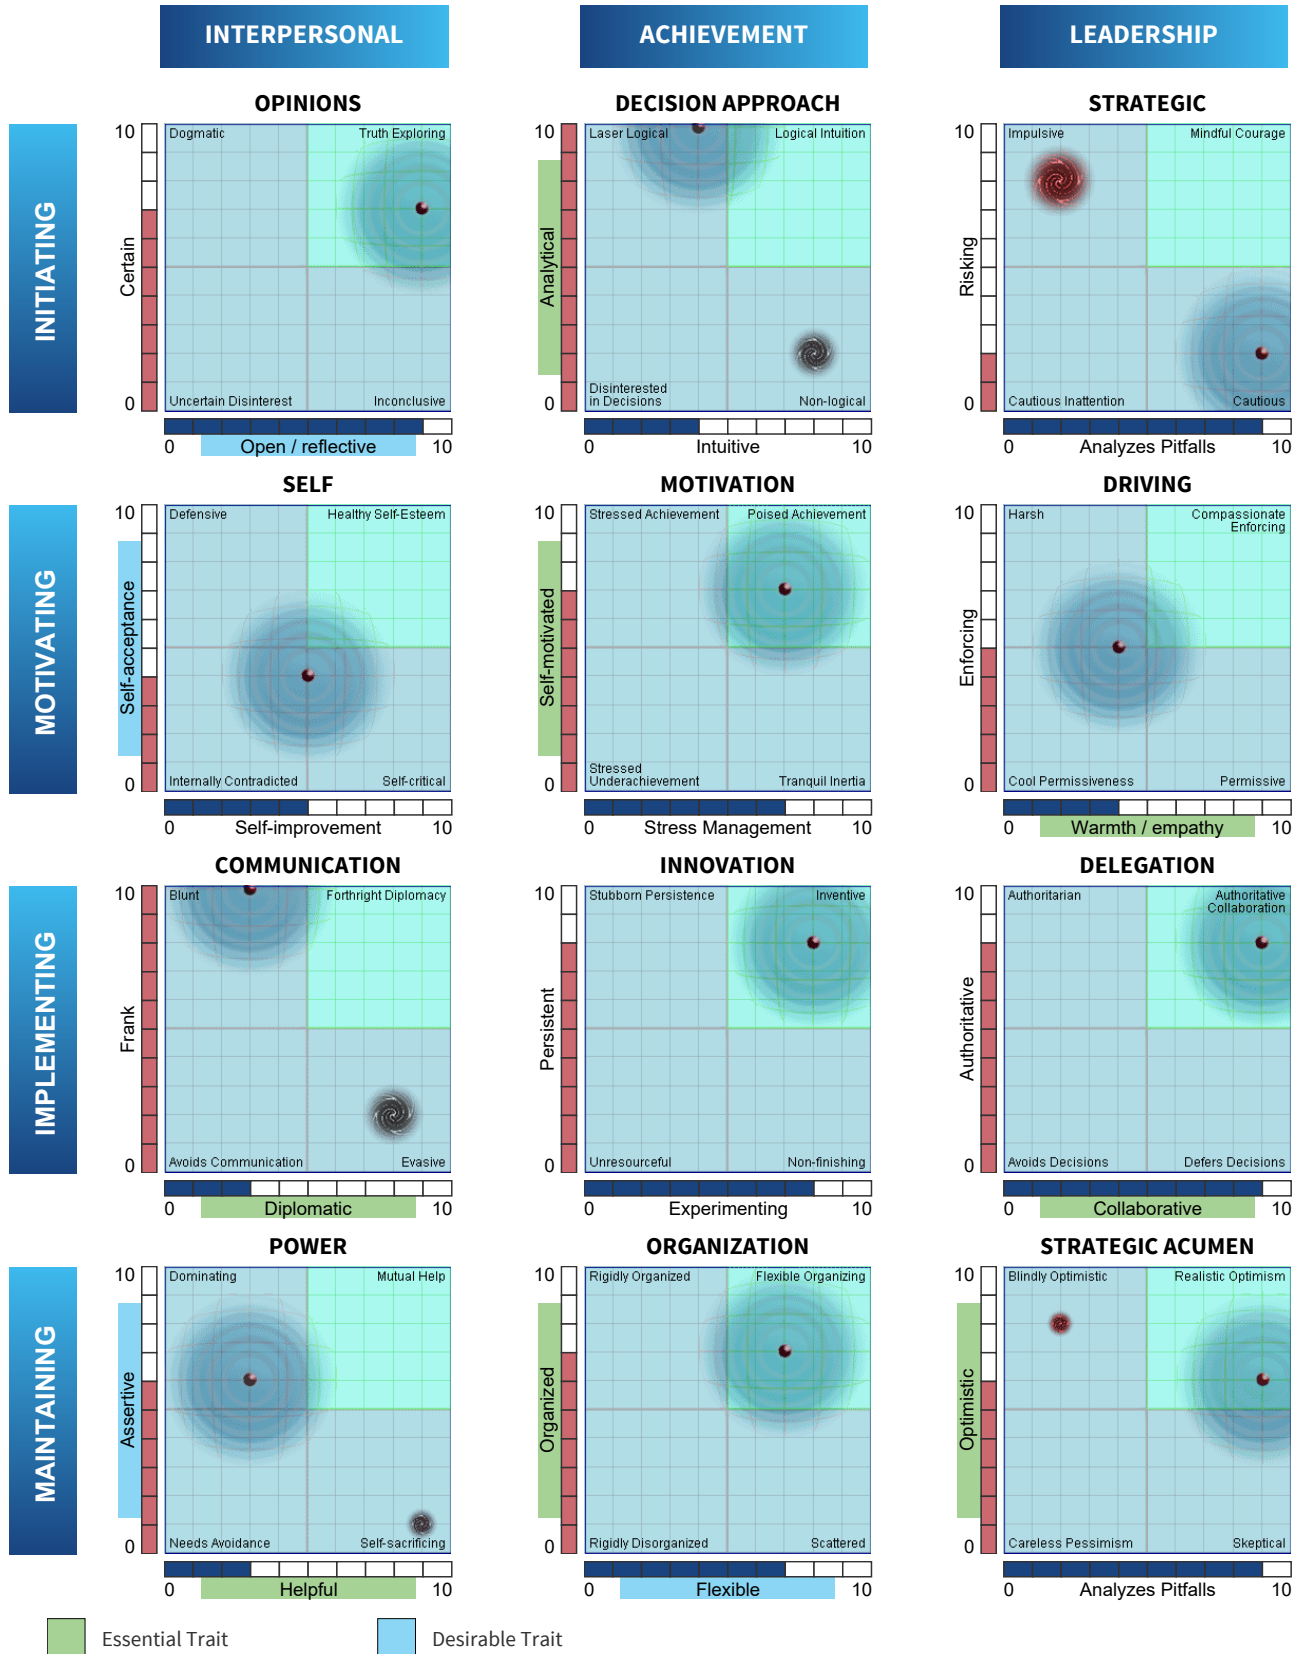 INTERPERSONAL
ACHIEVEMENT
LEADERSHIP
INITIATING
OPINIONS
10
Dogmatic
Truth Exploring
Certain
Uncertain Disinterest
Inconclusive
0
0
Open / reflective
10
DECISION APPROACH
10
Laser Logical
Logical Intuition
Analytical
Disinterested
in Decisions
Non-logical
0
0
Intuitive
10
STRATEGIC
10
Impulsive
Mindful Courage
Risking
Cautious Inattention
Cautious
0
0
Analyzes Pitfalls
10
MOTIVATING
SELF
10
Defensive
Healthy Self-Esteem
Self-acceptance
Internally Contradicted
Self-critical
0
0
Self-improvement
10
MOTIVATION
10
Stressed Achievement
Poised Achievement
Self-motivated
Stressed
Underachievement
Tranquil Inertia
0
0
Stress Management
10
DRIVING
10
Harsh
Compassionate
Enforcing
Enforcing
Cool Permissiveness
Permissive
0
0
Warmth / empathy
10
IMPLEMENTING
COMMUNICATION
10
Blunt
Forthright Diplomacy
Frank
Avoids Communication
Evasive
0
0
Diplomatic
10
INNOVATION
10
Stubborn Persistence
Inventive
Persistent
Unresourceful
Non-finishing
0
0
Experimenting
10
DELEGATION
10
Authoritarian
Authoritative
Collaboration
Authoritative
Avoids Decisions
Defers Decisions
0
0
Collaborative
10
MAINTAINING
POWER
10
Dominating
Mutual Help
Assertive
Needs Avoidance
Self-sacrificing
0
0
Helpful
10
ORGANIZATION
10
Rigidly Organized
Flexible Organizing
Organized
Rigidly Disorganized
Scattered
0
0
Flexible
10
STRATEGIC ACUMEN
10
Blindly Optimistic
Realistic Optimism
Optimistic
Careless Pessimism
Skeptical
0
0
Analyzes Pitfalls
10
Essential Trait
Desirable Trait